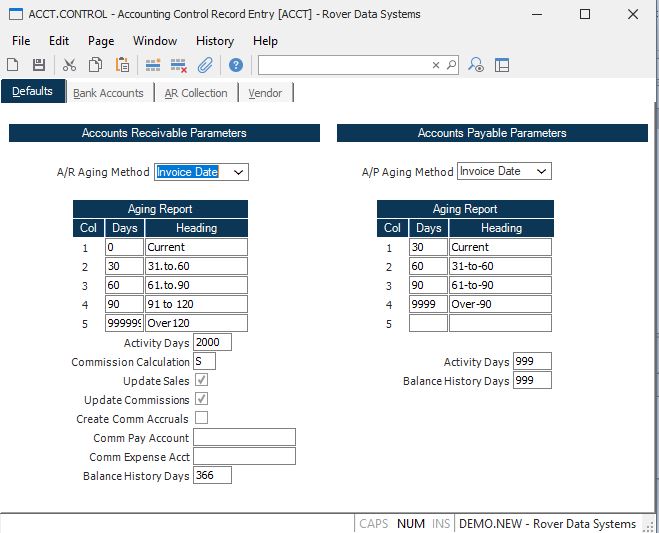 ACCT.CONTROL - Accounting Control Record Entry [ACCT] - Rover Data Systems
File Edit Page Window History Help
Defaults Bank Accounts AR Collection Vendor
Accounts Receivable Parameters Accounts Payable Parameters
A/R Aging Method Invoice Date A/P Aging Method Invoice Date
Aging Report Aging Report
Col Days Heading Col Days Heading
1 0 Current 1 30 Current
2 30 31.to.60 2 60 31-to-60
3 60 61.to.90 3 90 61-to-90
4 90 91 to 120 4 9999 Over-90
5 999999 Over120 5
Activity Days 2000
Commission Calculation S Activity Days 999
Update Sales Balance History Days 999
Update Commissions
Create Comm Accruals
Comm Pay Account
Comm Expense Acct
Balance History Days 366
CAPS NUM INS DEMO.NEW - Rover Data Systems